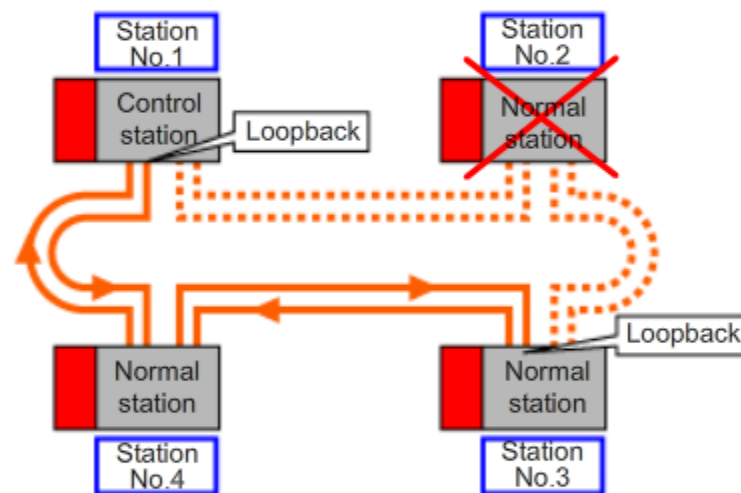 Station
No.1
Station
No.2
Control
station
Loopback
Normal
station
Loopback
Normal
station
Normal
station
Station
No.4
Station
No.3